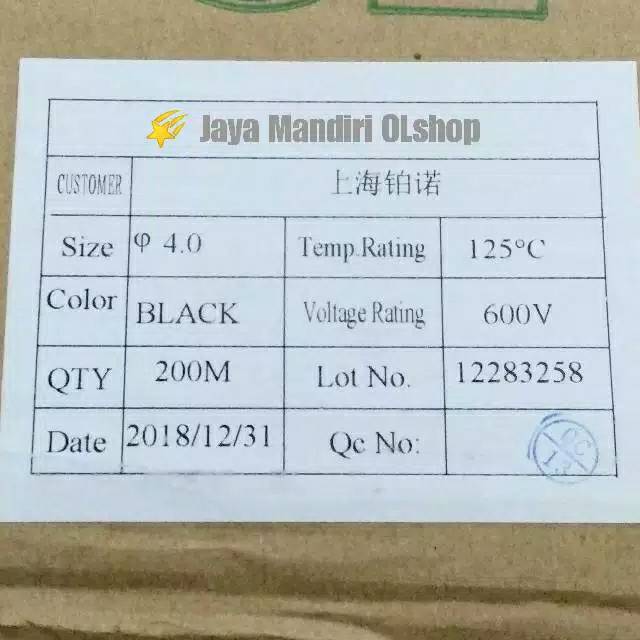 Jaya Mandiri OLshop
CUSTOMER 上海铂诺
Size φ 4.0 Temp.Rating 125°C
Color BLACK Voltage Rating 600V
QTY 200M Lot No. 12283258
Date 2018/12/31 Qc No: QC